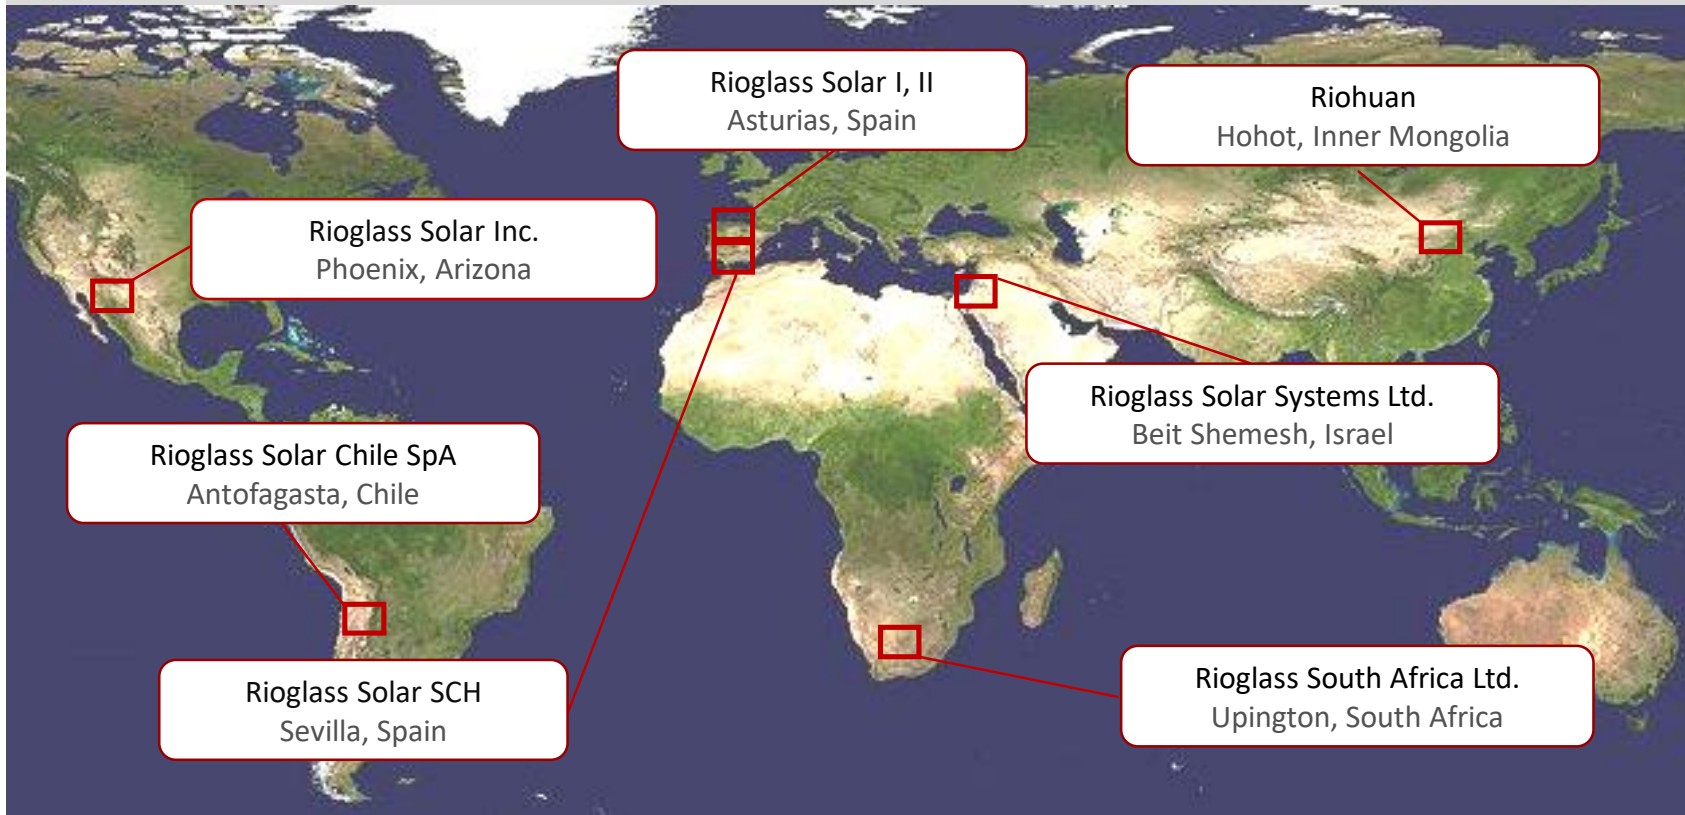 Rioglass Solar I, II
Asturias, Spain
Riohuan
Hohot, Inner Mongolia
Rioglass Solar Inc.
Phoenix, Arizona
Rioglass Solar Systems Ltd.
Beit Shemesh, Israel
Rioglass Solar Chile SpA
Antofagasta, Chile
Rioglass Solar SCH
Sevilla, Spain
Rioglass South Africa Ltd.
Upington, South Africa